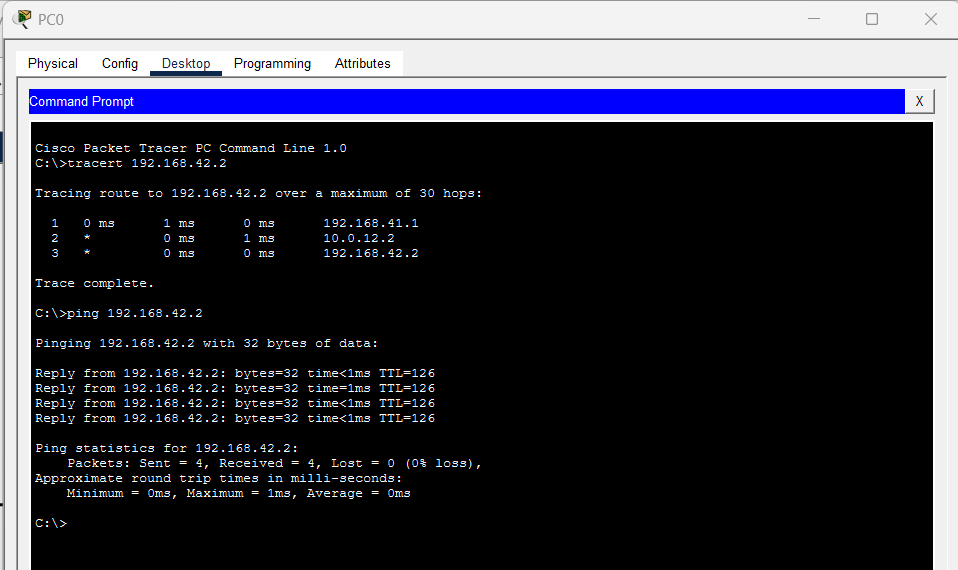 PC0
Physical Config Desktop Programming Attributes
Command Prompt X
Cisco Packet Tracer PC Command Line 1.0
C:\>tracert 192.168.42.2
Tracing route to 192.168.42.2 over a maximum of 30 hops:
1 0 ms 1 ms 0 ms 192.168.41.1
2 * 0 ms 1 ms 10.0.12.2
3 * 0 ms 0 ms 192.168.42.2
Trace complete.
C:\>ping 192.168.42.2
Pinging 192.168.42.2 with 32 bytes of data:
Reply from 192.168.42.2: bytes=32 time<1ms TTL=126
Reply from 192.168.42.2: bytes=32 time=1ms TTL=126
Reply from 192.168.42.2: bytes=32 time<1ms TTL=126
Reply from 192.168.42.2: bytes=32 time<1ms TTL=126
Ping statistics for 192.168.42.2:
Packets: Sent = 4, Received = 4, Lost = 0 (0% loss),
Approximate round trip times in milli-seconds:
Minimum = 0ms, Maximum = 1ms, Average = 0ms
C:\>